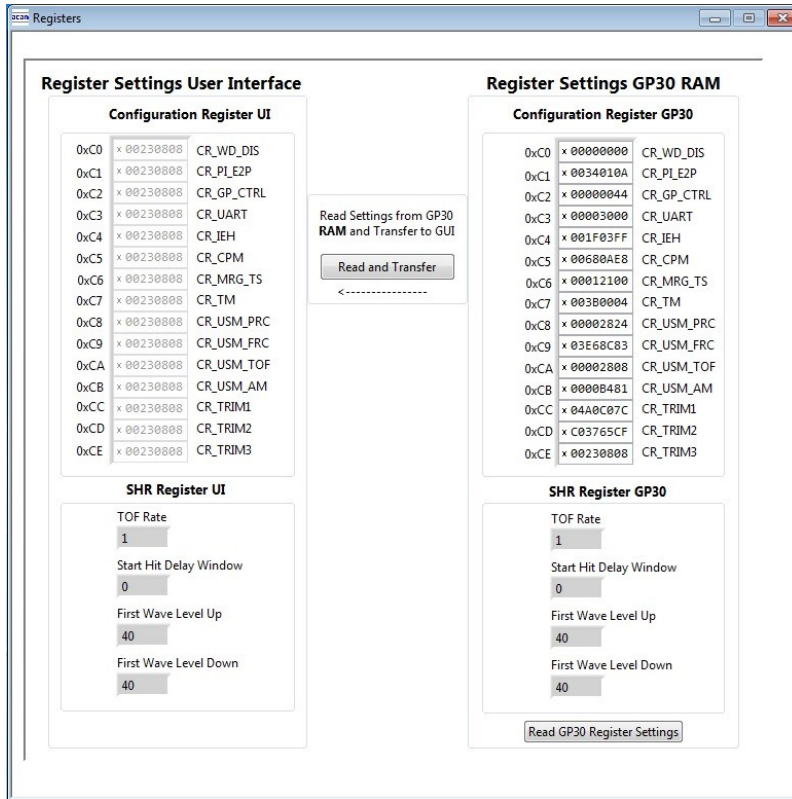 acan Registers
Register Settings User Interface
Configuration Register UI
0xC0 x 00230808 CR_WD_DIS
0xC1 x 00230808 CR_PI_E2P
0xC2 x 00230808 CR_GP_CTRL
0xC3 x 00230808 CR_UART
0xC4 x 00230808 CR_IEH
0xC5 x 00230808 CR_CPM
0xC6 x 00230808 CR_MRG_TS
0xC7 x 00230808 CR_TM
0xC8 x 00230808 CR_USM_PRC
0xC9 x 00230808 CR_USM_FRC
0xCA x 00230808 CR_USM_TOF
0xCB x 00230808 CR_USM_AM
0xCC x 00230808 CR_TRIM1
0xCD x 00230808 CR_TRIM2
0xCE x 00230808 CR_TRIM3
SHR Register UI
TOF Rate
1
Start Hit Delay Window
0
First Wave Level Up
40
First Wave Level Down
40
Read Settings from GP30
RAM and Transfer to GUI
Read and Transfer
<----------------
Register Settings GP30 RAM
Configuration Register GP30
0xC0 x 00000000 CR_WD_DIS
0xC1 x 0034010A CR_PI_E2P
0xC2 x 00000044 CR_GP_CTRL
0xC3 x 00003000 CR_UART
0xC4 x 001F03FF CR_IEH
0xC5 x 00680AE8 CR_CPM
0xC6 x 00012100 CR_MRG_TS
0xC7 x 003B0004 CR_TM
0xC8 x 00002824 CR_USM_PRC
0xC9 x 03E68C83 CR_USM_FRC
0xCA x 00002808 CR_USM_TOF
0xCB x 0000B481 CR_USM_AM
0xCC x 04A0C07C CR_TRIM1
0xCD x C03765CF CR_TRIM2
0xCE x 00230808 CR_TRIM3
SHR Register GP30
TOF Rate
1
Start Hit Delay Window
0
First Wave Level Up
40
First Wave Level Down
40
Read GP30 Register Settings